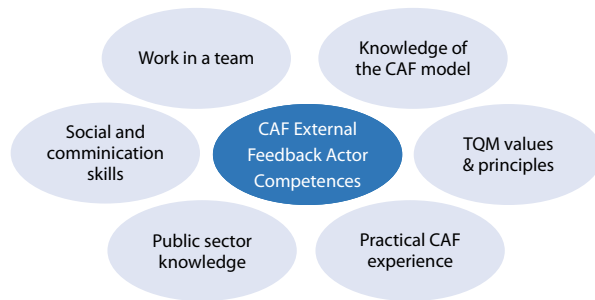 Work in a team
Knowledge of
the CAF model
Social and
comminication
skills
CAF External
Feedback Actor
Competences
TQM values
& principles
Public sector
knowledge
Practical CAF
experience